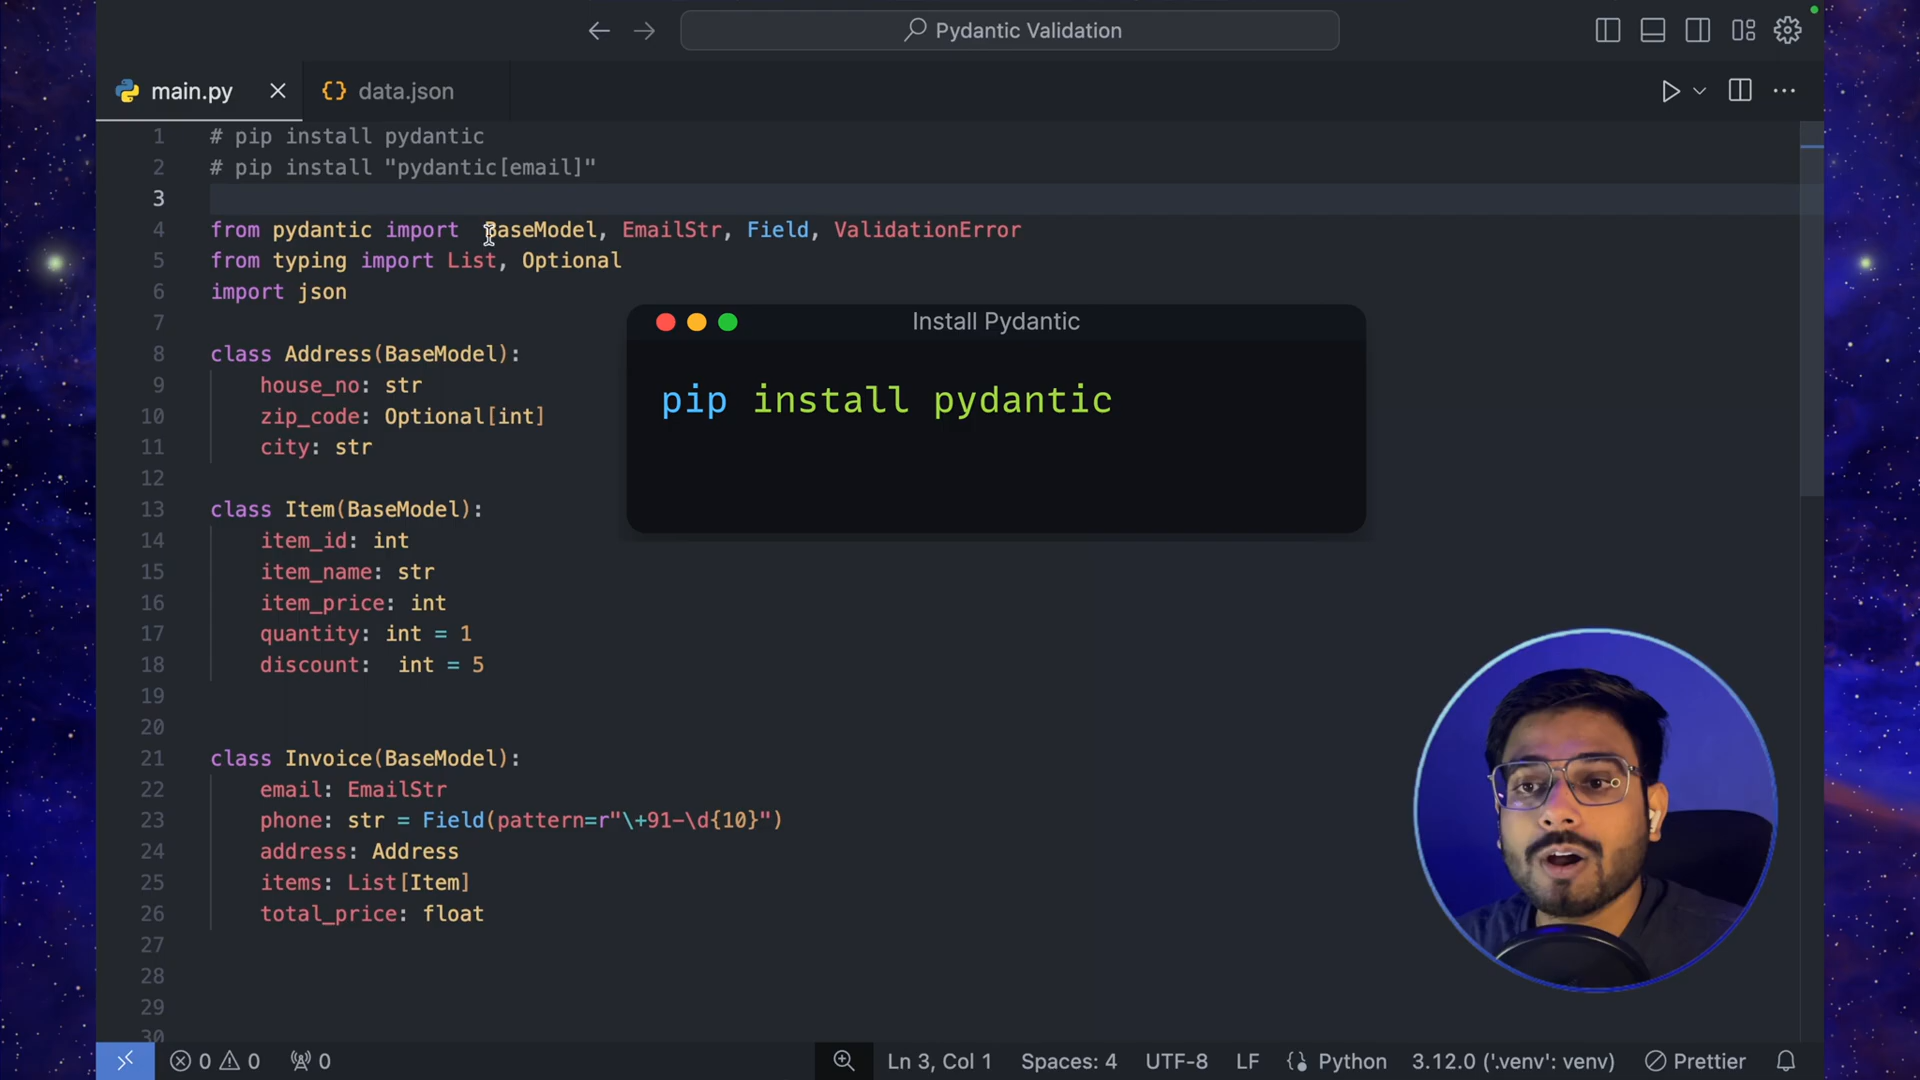 Pydantic Validation
main.py
data.json
1 # pip install pydantic
2 # pip install "pydantic[email]"
3
4 from pydantic import  BaseModel, EmailStr, Field, ValidationError
5 from typing import List, Optional
6 import json
7
8 class Address(BaseModel):
9     house_no: str
10     zip_code: Optional[int]
11     city: str
12
13 class Item(BaseModel):
14     item_id: int
15     item_name: str
16     item_price: int
17     quantity: int = 1
18     discount:  int = 5
19
20
21 class Invoice(BaseModel):
22     email: EmailStr
23     phone: str = Field(pattern=r"\+91-\d{10}")
24     address: Address
25     items: List[Item]
26     total_price: float
27
28
29
30
Install Pydantic
pip install pydantic
0 0 0 Ln 3, Col 1 Spaces: 4 UTF-8 LF Python 3.12.0 ('.venv': venv) Prettier